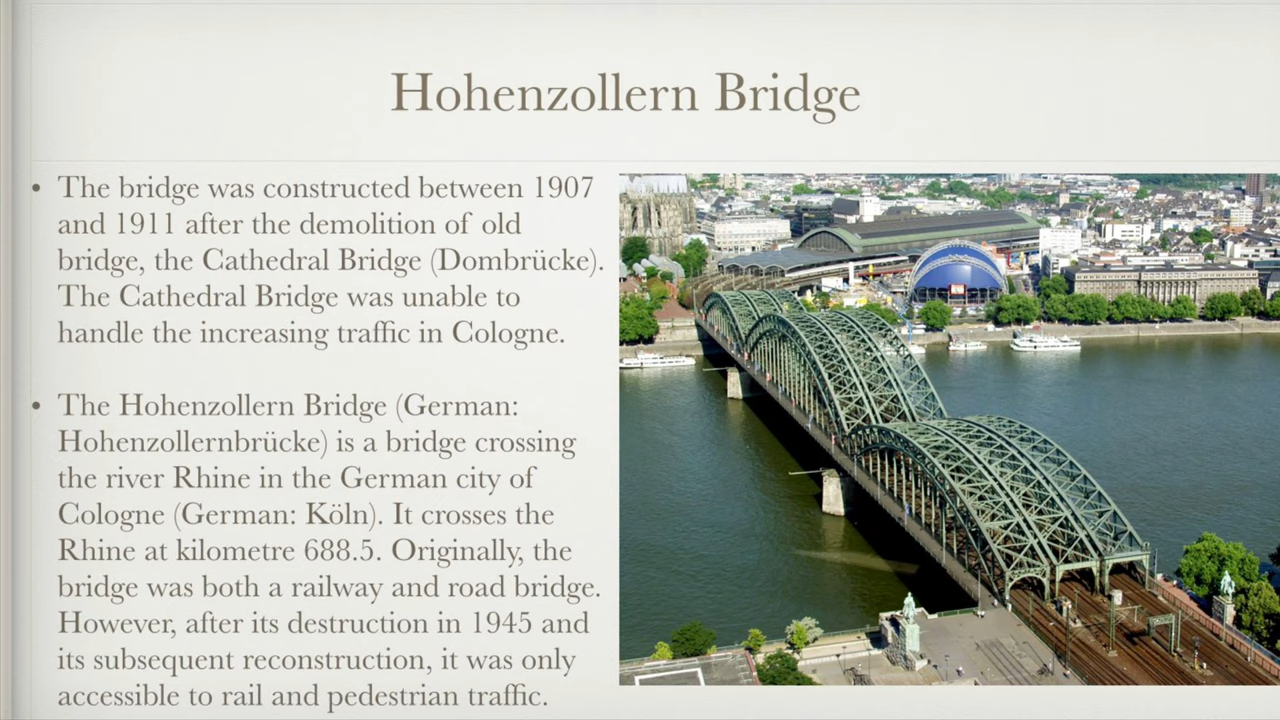 Hohenzollern Bridge
• The bridge was constructed between 1907
and 1911 after the demolition of old
bridge, the Cathedral Bridge (Dombrücke).
The Cathedral Bridge was unable to
handle the increasing traffic in Cologne.
• The Hohenzollern Bridge (German:
Hohenzollernbrücke) is a bridge crossing
the river Rhine in the German city of
Cologne (German: Köln). It crosses the
Rhine at kilometre 688.5. Originally, the
bridge was both a railway and road bridge.
However, after its destruction in 1945 and
its subsequent reconstruction, it was only
accessible to rail and pedestrian traffic.